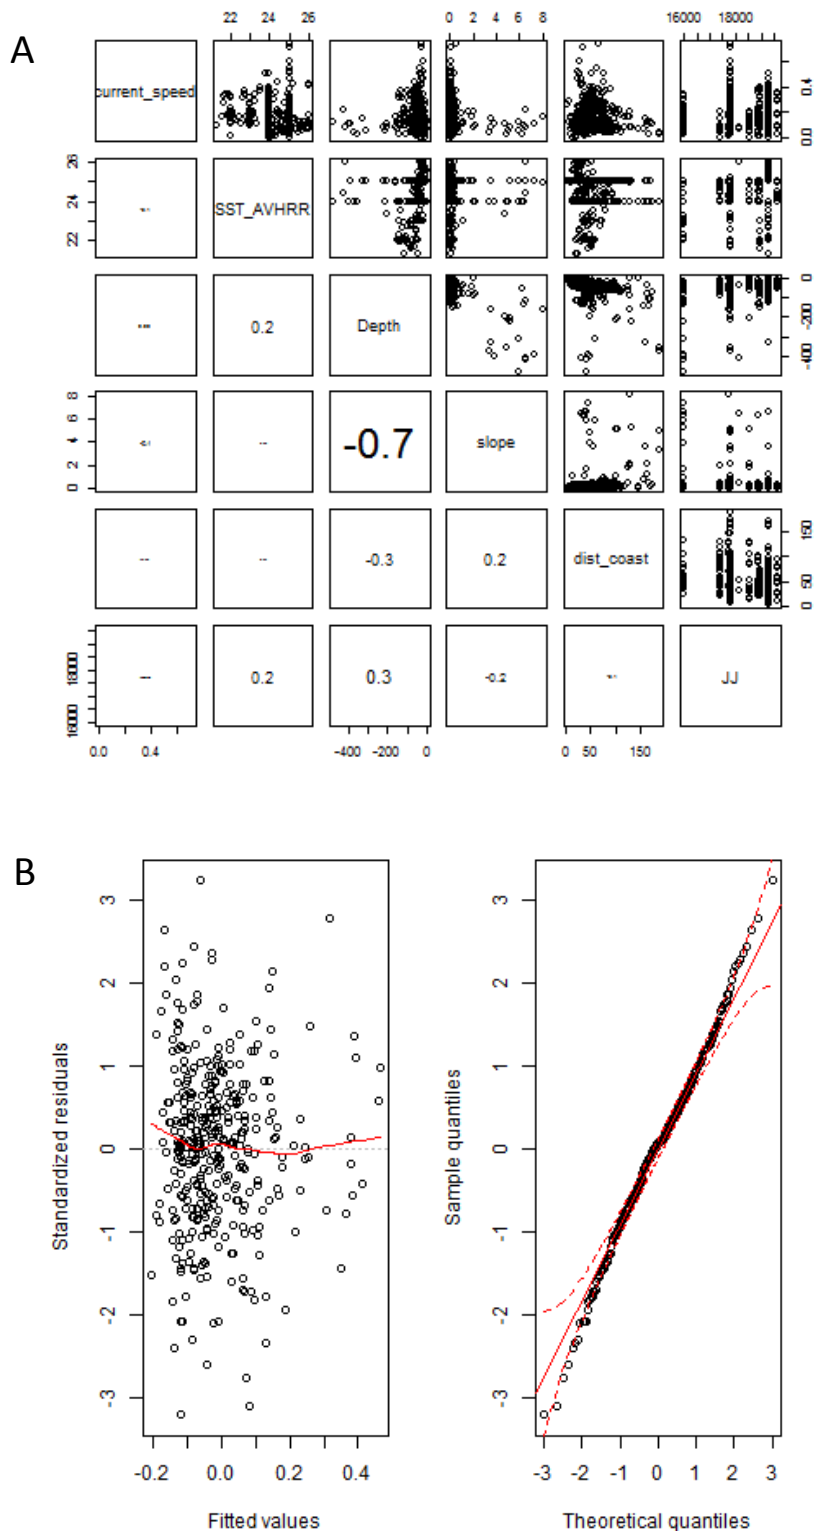 A
22 24 26 0 2 4 6 8 16000 18000
current_speed
0.0 0.4
22 24 26
SST_AVHRR
0.2
Depth
-400 -200 0
0 2 4 6 8
-0.7
slope
-0.3
0.2
dist_coast
0 50 150
16000 18000
0.2
0.3
-0.2
JJ
0.0 0.4 -400 -200 0 0 50 150
B
Standardized residuals
-3 -2 -1 0 1 2 3
-0.2 0.0 0.2 0.4
Fitted values
Sample quantiles
-3 -2 -1 0 1 2 3
-3 -2 -1 0 1 2 3
Theoretical quantiles